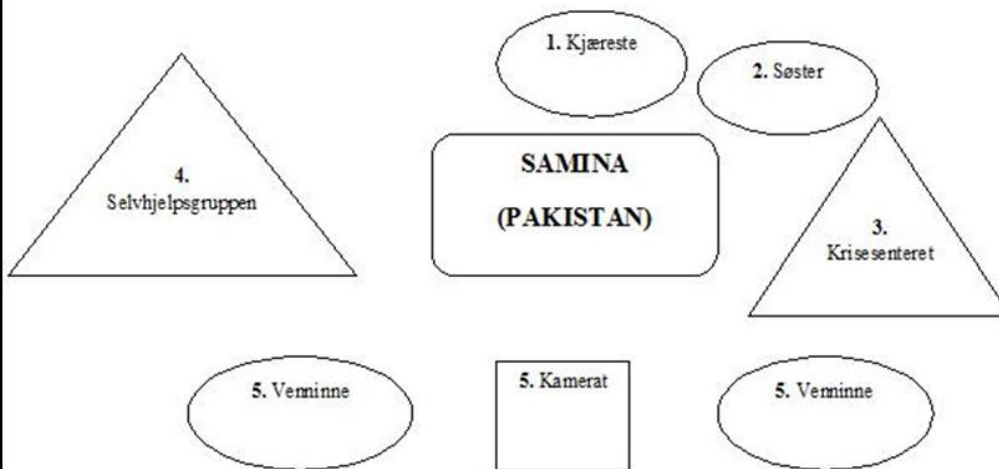 1. Kjæreste
2. Søster
SAMINA
(PAKISTAN)
4.
Selvhjelpsgruppen
3.
Krisesenteret
5. Venninne
5. Kamerat
5. Venninne